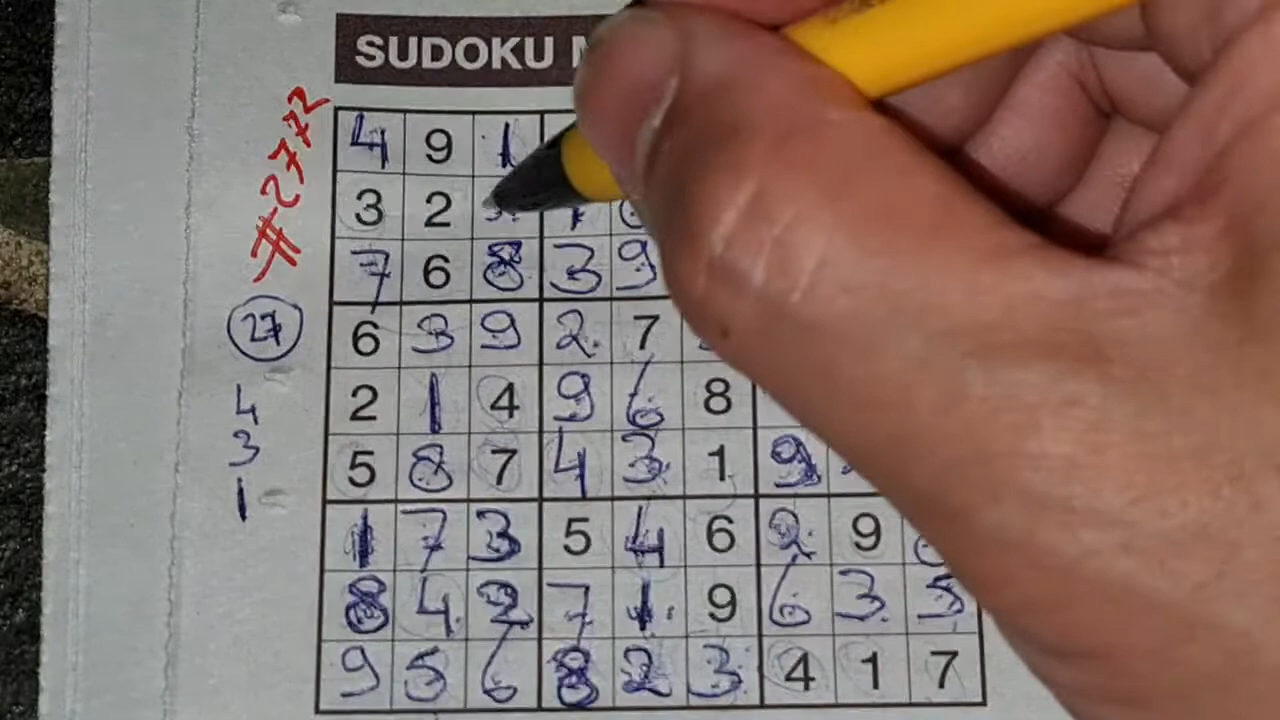 SUDOKU
#2772
4 9 1
3 2
7 6 8 3 9
27
6 3 9 2 7
4
2 1 4 9 6 8
3
5 8 7 4 3 1 9
1
1 7 3 5 4 6 2 9
8 4 2 7 1 9 6 3 5
9 5 6 8 2 3 4 1 7